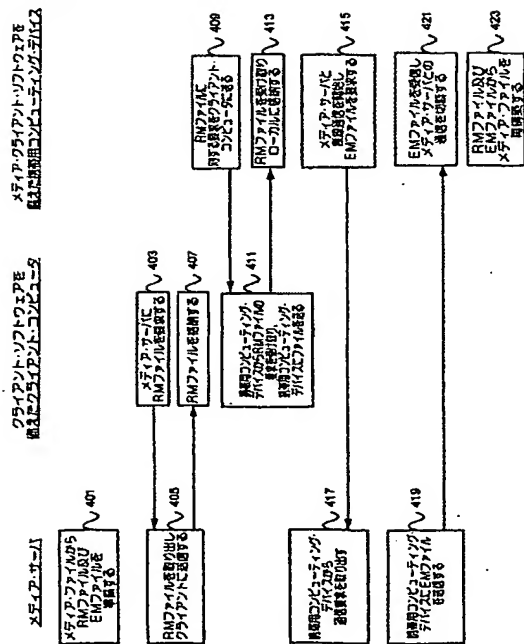 メディア・サーバ
クライアント・ソフトウェアを
備えたクライアント・コンピュータ
メディア・クライアント・ソフトウェアを
備えた携帯用コンピューティング・デバイス
401
メディア・ファイルから
RMファイル及び
EMファイルを
準備する
403
メディア・サーバに
RMファイルを要求する
405
RMファイルを取り出し
クライアントに送信する
407
RMファイルを格納する
409
RMファイルに
対する要求をクライアント・
コンピュータに送る
411
携帯用コンピューティング・
デバイスからRMファイルの
要求を受け取り、
携帯用コンピューティング・
デバイスにファイルを送る
413
RMファイルを受け取り
ローカルに格納する
415
メディア・サーバと
直接通信を開始し
EMファイルを要求する
417
携帯用コンピューティング・
デバイスから
通信要求を取り出す
419
携帯用コンピューティング・
デバイスにEMファイル
を送信する
421
EMファイルを受信し
メディア・サーバとの
通信を切断する
423
RMファイル及び
EMファイルから
メディア・ファイルを
再構築する